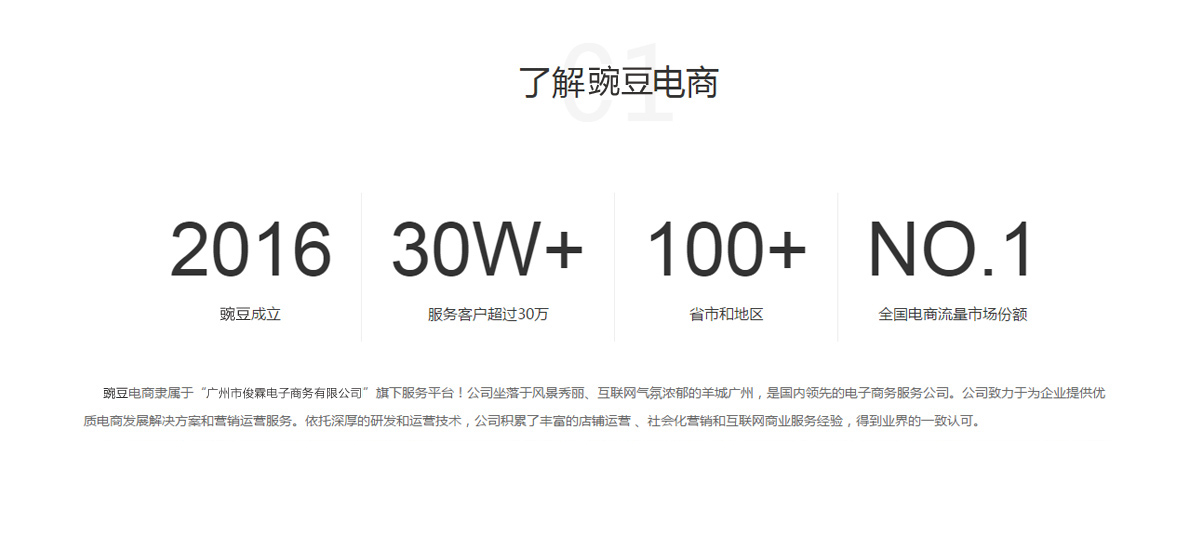 01
了解豌豆电商
2016
30W+
100+
NO.1
豌豆成立
服务客户超过30万
省市和地区
全国电商流量市场份额
豌豆电商隶属于“广州市俊霖电子商务有限公司”旗下服务平台！公司坐落于风景秀丽、互联网气氛浓郁的羊城广州，是国内领先的电子商务服务公司。公司致力于为企业提供优
质电商发展解决方案和营销运营服务。依托深厚的研发和运营技术，公司积累了丰富的店铺运营 、社会化营销和互联网商业服务经验，得到业界的一致认可。